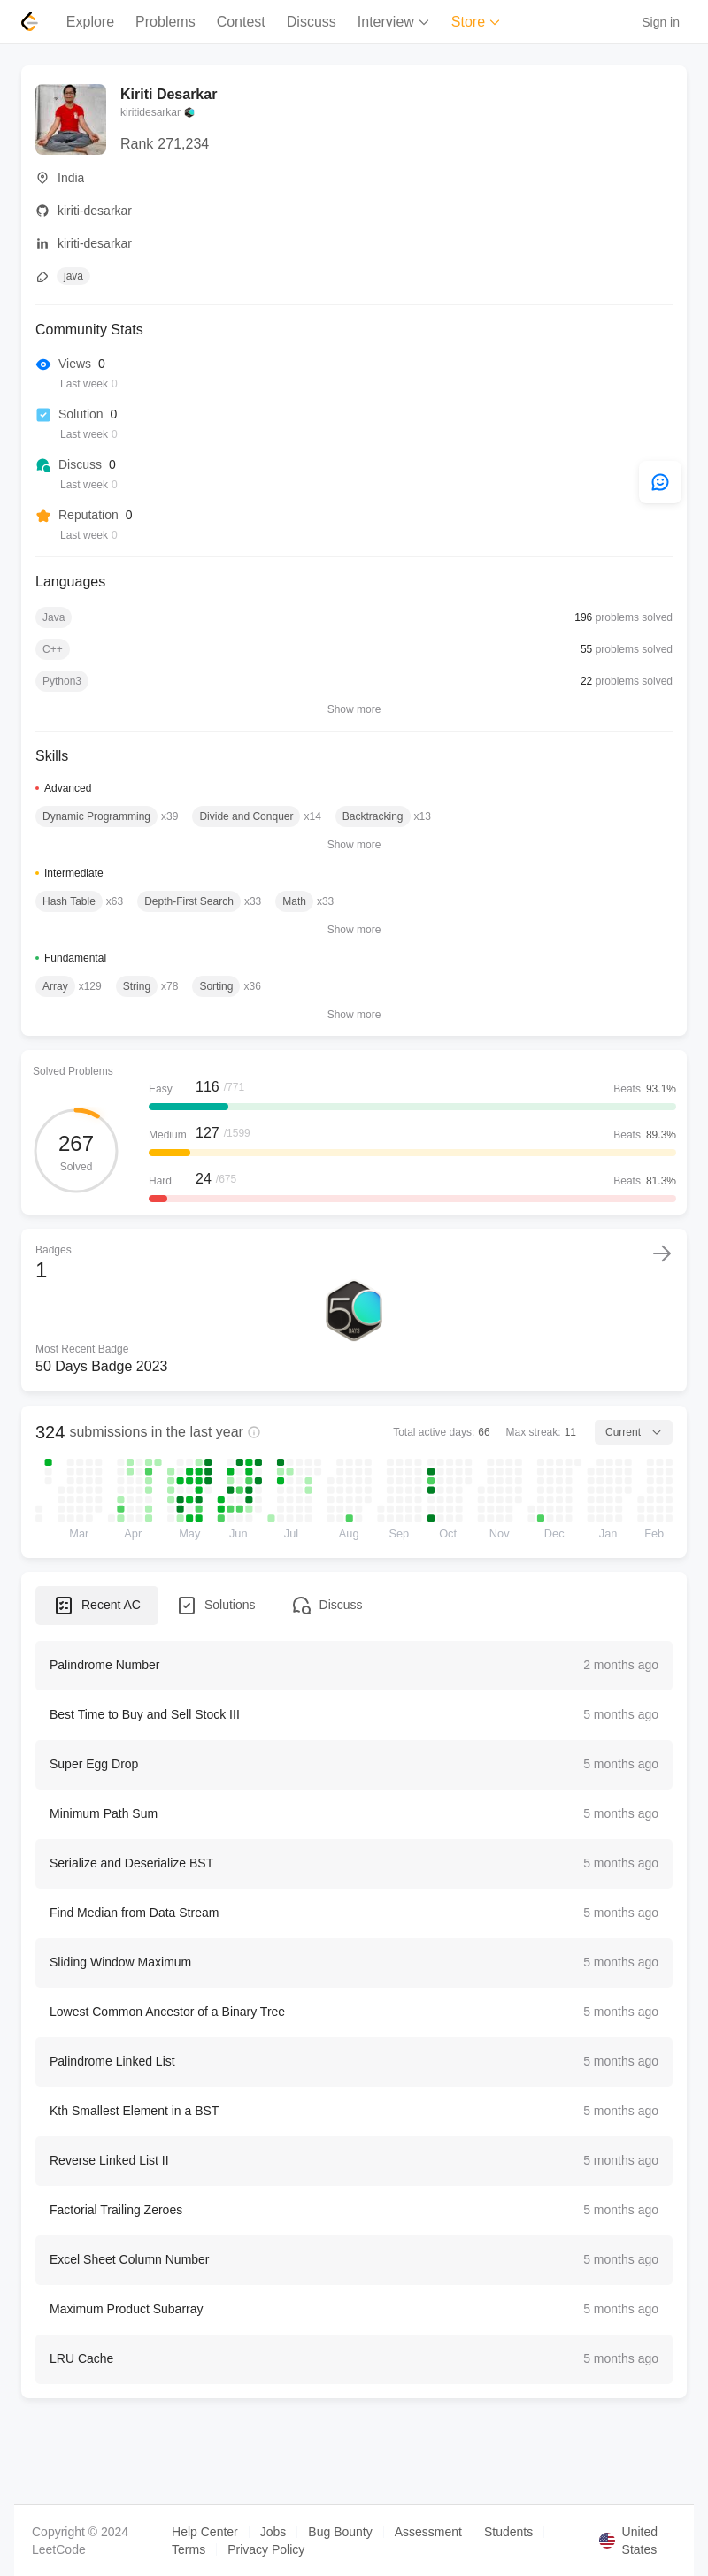 Explore Problems Contest Discuss Interview Store Sign in
Kiriti Desarkar
kiritidesarkar
Rank 271,234
India
kiriti-desarkar
kiriti-desarkar
java
Community Stats
Views 0
Last week 0
Solution 0
Last week 0
Discuss 0
Last week 0
Reputation 0
Last week 0
Languages
Java 196 problems solved
C++ 55 problems solved
Python3 22 problems solved
Show more
Skills
Advanced
Dynamic Programming x39 Divide and Conquer x14 Backtracking x13
Show more
Intermediate
Hash Table x63 Depth-First Search x33 Math x33
Show more
Fundamental
Array x129 String x78 Sorting x36
Show more
Solved Problems
267
Solved
Easy 116 /771 Beats 93.1%
Medium 127 /1599 Beats 89.3%
Hard 24 /675 Beats 81.3%
Badges
1
50
DAYS
Most Recent Badge
50 Days Badge 2023
324 submissions in the last year Total active days: 66 Max streak: 11 Current
Mar Apr May Jun Jul Aug Sep Oct Nov Dec Jan Feb
Recent AC Solutions Discuss
Palindrome Number 2 months ago
Best Time to Buy and Sell Stock III 5 months ago
Super Egg Drop 5 months ago
Minimum Path Sum 5 months ago
Serialize and Deserialize BST 5 months ago
Find Median from Data Stream 5 months ago
Sliding Window Maximum 5 months ago
Lowest Common Ancestor of a Binary Tree 5 months ago
Palindrome Linked List 5 months ago
Kth Smallest Element in a BST 5 months ago
Reverse Linked List II 5 months ago
Factorial Trailing Zeroes 5 months ago
Excel Sheet Column Number 5 months ago
Maximum Product Subarray 5 months ago
LRU Cache 5 months ago
Copyright © 2024
LeetCode
Help Center Jobs Bug Bounty Assessment Students
Terms Privacy Policy
United
States